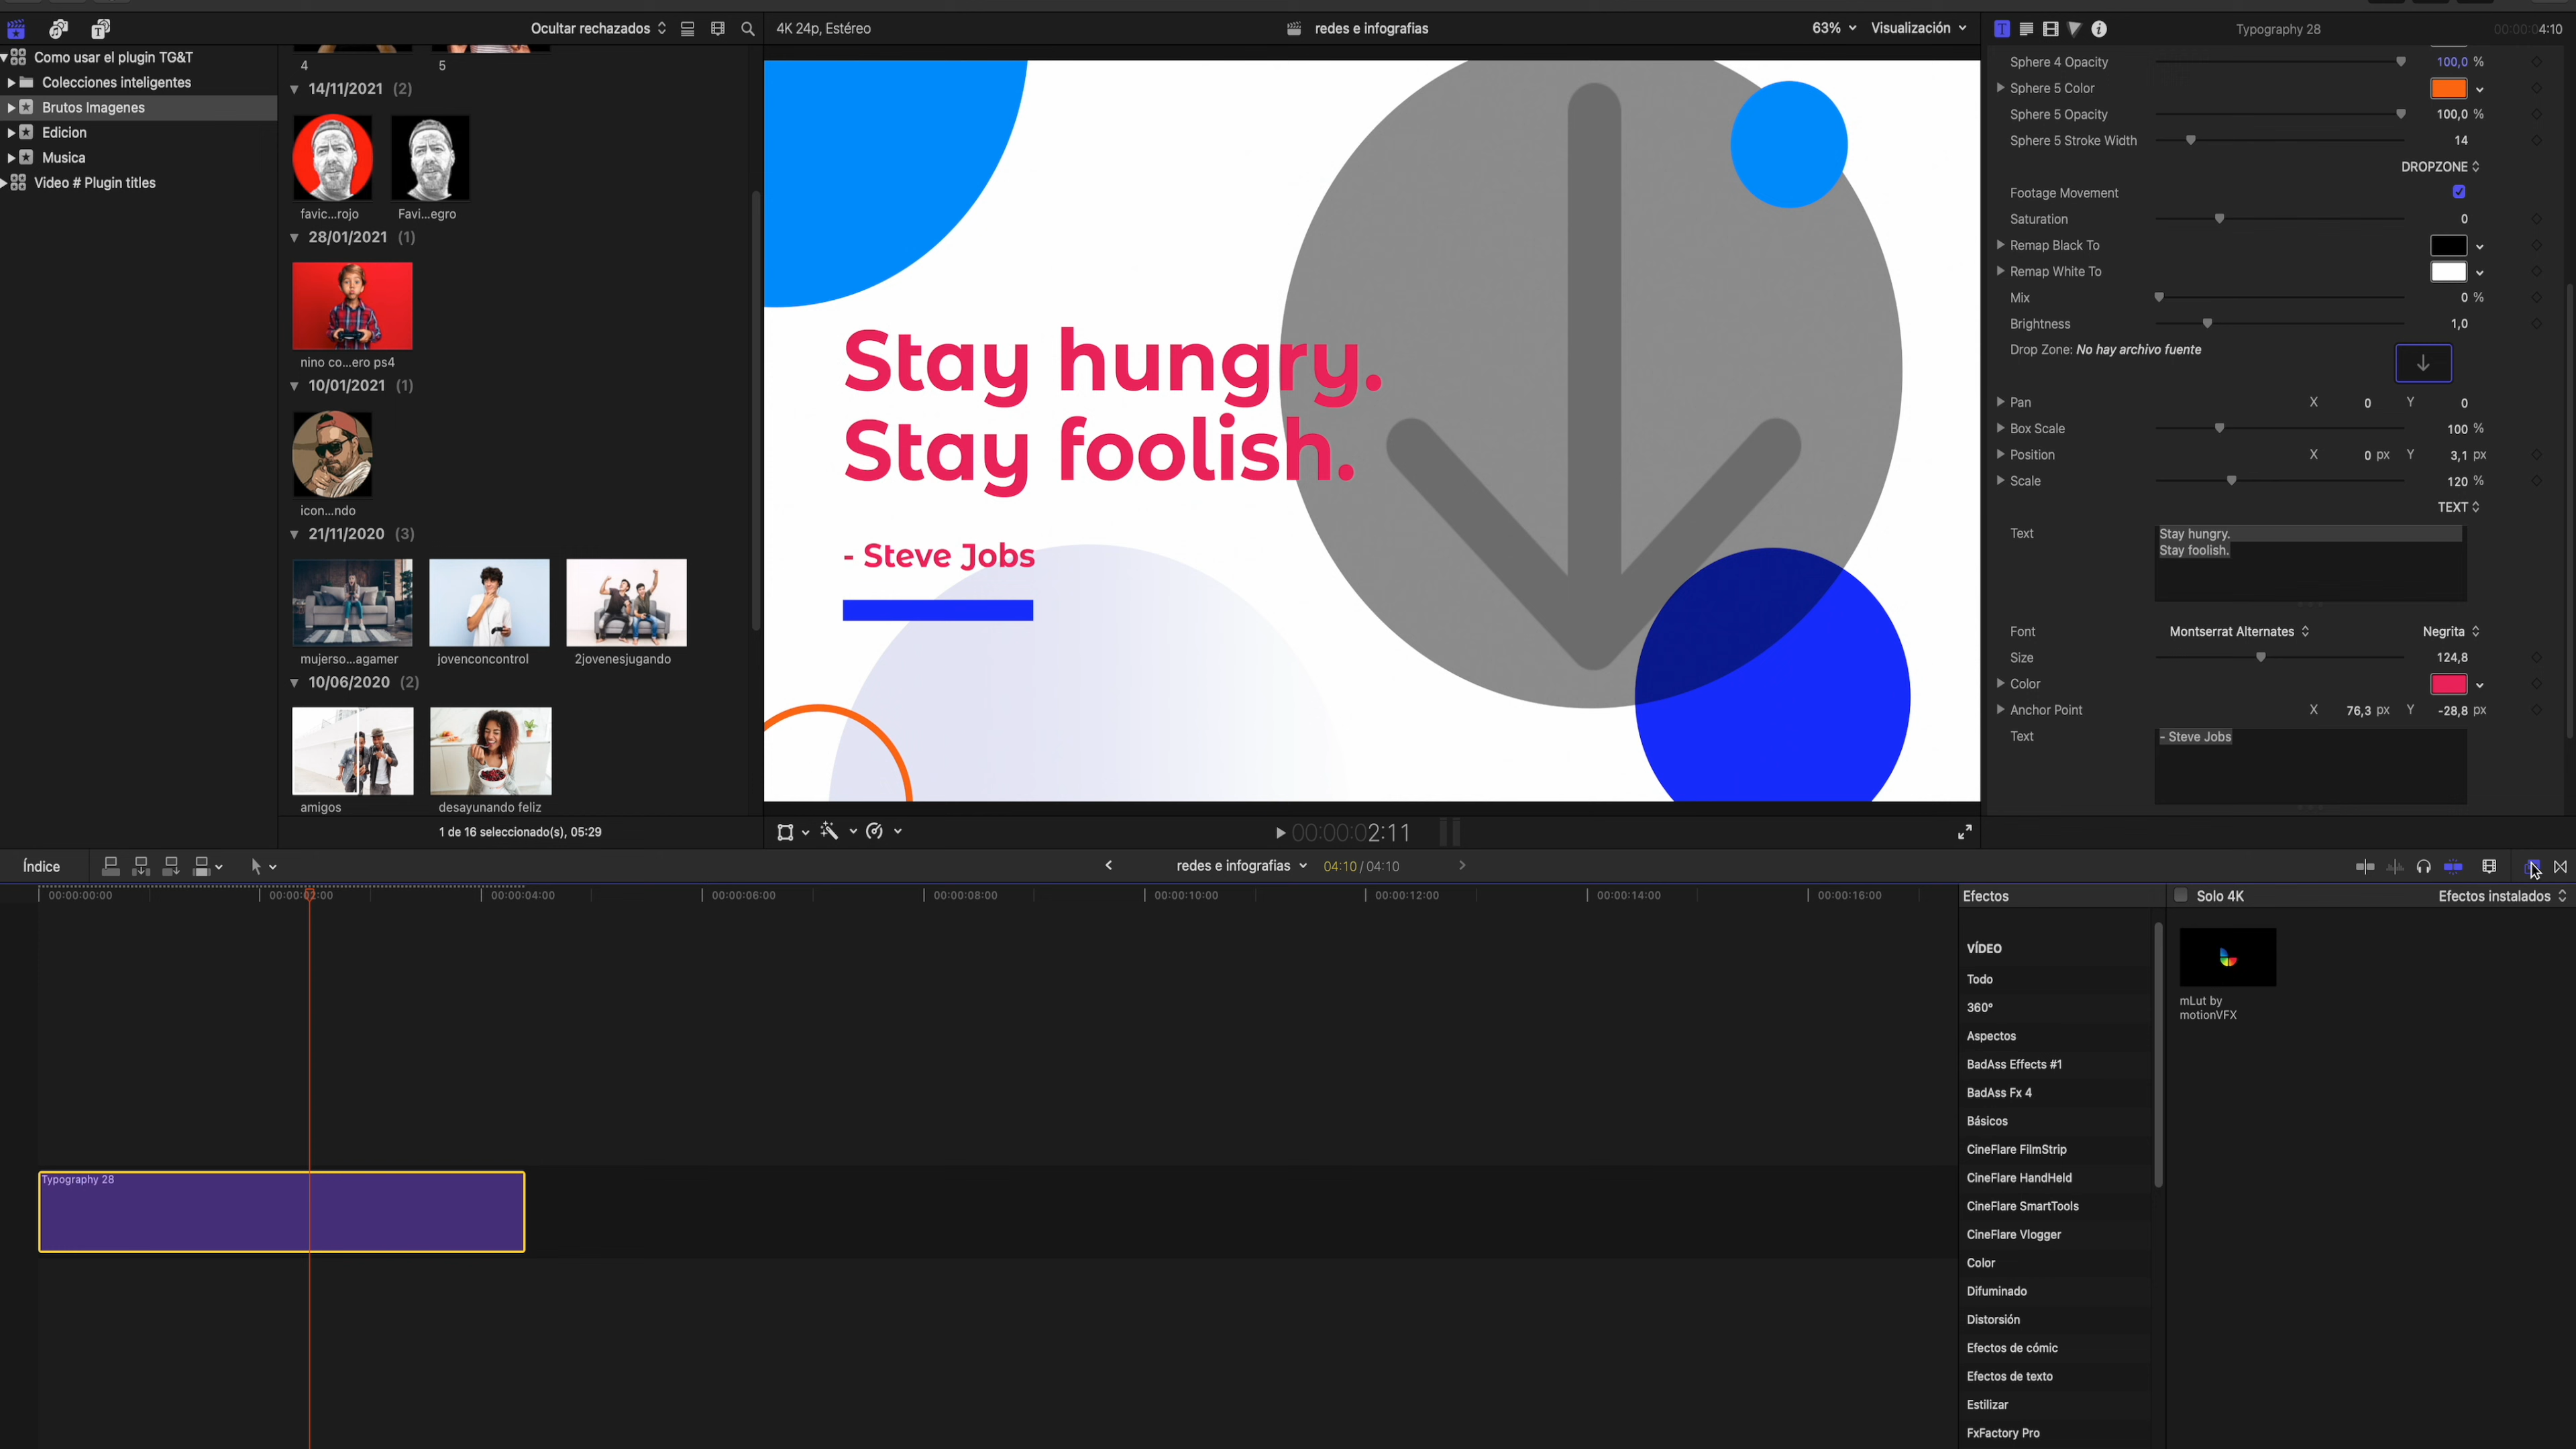 Ocultar rechazados
4K 24p, Estéreo
redes e infografias
63%
Visualización
Typography 28
00:00:04:10
Como usar el plugin TG&T
Colecciones inteligentes
Brutos Imagenes
Edicion
Musica
Video # Plugin titles
4
5
14/11/2021 (2)
favic...rojo
Favi...egro
28/01/2021 (1)
nino co...ero ps4
10/01/2021 (1)
icon...ndo
21/11/2020 (3)
mujerso...agamer
jovenconcontrol
2jovenesjugando
10/06/2020 (2)
amigos
desayunando feliz
1 de 16 seleccionado(s), 05:29
Stay hungry.
Stay foolish.
- Steve Jobs
00:00:02:11
Sphere 4 Opacity 100,0 %
Sphere 5 Color
Sphere 5 Opacity 100,0 %
Sphere 5 Stroke Width 14
DROPZONE
Footage Movement
Saturation 0
Remap Black To
Remap White To
Mix 0 %
Brightness 1,0
Drop Zone: No hay archivo fuente
Pan X 0 Y 0
Box Scale 100 %
Position X 0 px Y 3,1 px
Scale 120 %
TEXT
Text Stay hungry.
Stay foolish.
Font Montserrat Alternates Negrita
Size 124,8
Color
Anchor Point X 76,3 px Y -28,8 px
Text - Steve Jobs
Índice
redes e infografias
04:10 / 04:10
00:00:00:00
00:00:02:00
00:00:04:00
00:00:06:00
00:00:08:00
00:00:10:00
00:00:12:00
00:00:14:00
00:00:16:00
Typography 28
Efectos
Solo 4K
Efectos instalados
VÍDEO
Todo
360°
Aspectos
BadAss Effects #1
BadAss Fx 4
Básicos
CineFlare FilmStrip
CineFlare HandHeld
CineFlare SmartTools
CineFlare Vlogger
Color
Difuminado
Distorsión
Efectos de cómic
Efectos de texto
Estilizar
FxFactory Pro
mLut by
motionVFX